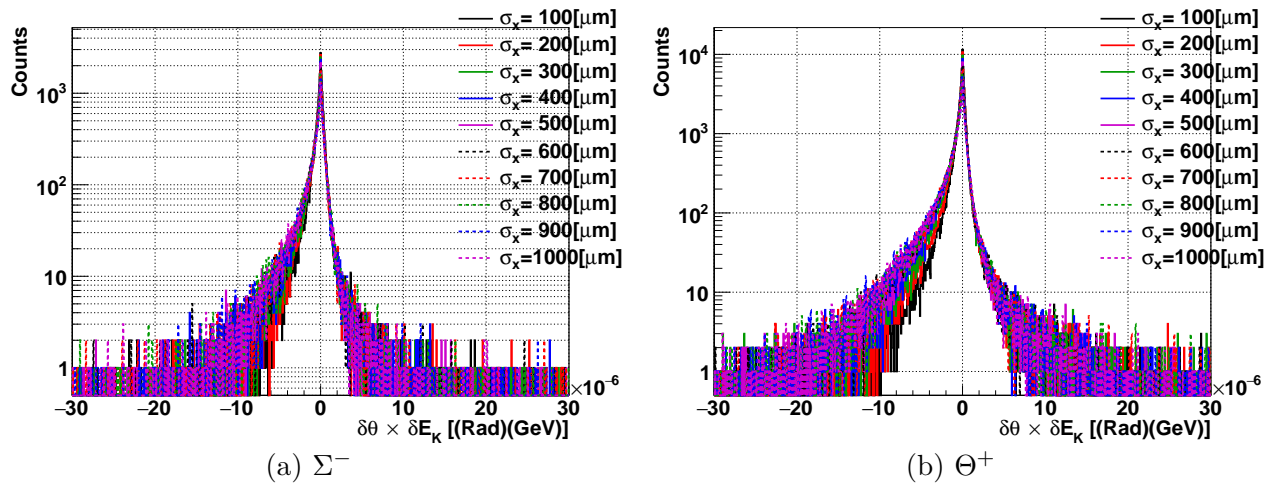 Counts
10³
10²
10
1
−30 −20 −10 0 10 20 30
×10⁻⁶
δθ × δE_K [(Rad)(GeV)]
σₓ= 100[μm]
σₓ= 200[μm]
σₓ= 300[μm]
σₓ= 400[μm]
σₓ= 500[μm]
σₓ= 600[μm]
σₓ= 700[μm]
σₓ= 800[μm]
σₓ= 900[μm]
σₓ=1000[μm]
(a) Σ⁻
Counts
10⁴
10³
10²
10
1
−30 −20 −10 0 10 20 30
×10⁻⁶
δθ × δE_K [(Rad)(GeV)]
σₓ= 100[μm]
σₓ= 200[μm]
σₓ= 300[μm]
σₓ= 400[μm]
σₓ= 500[μm]
σₓ= 600[μm]
σₓ= 700[μm]
σₓ= 800[μm]
σₓ= 900[μm]
σₓ=1000[μm]
(b) Θ⁺